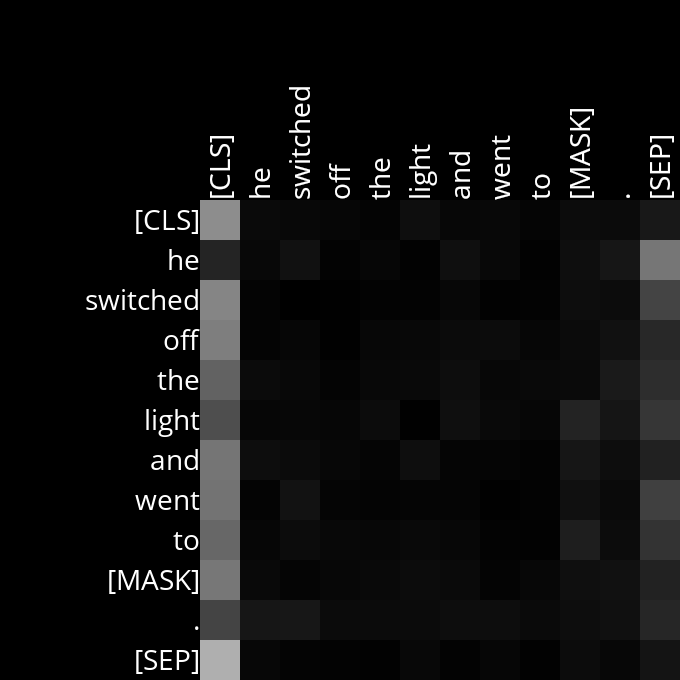 [CLS] he switched off the light and went to [MASK] . [SEP]
[CLS]
he
switched
off
the
light
and
went
to
[MASK]
.
[SEP]